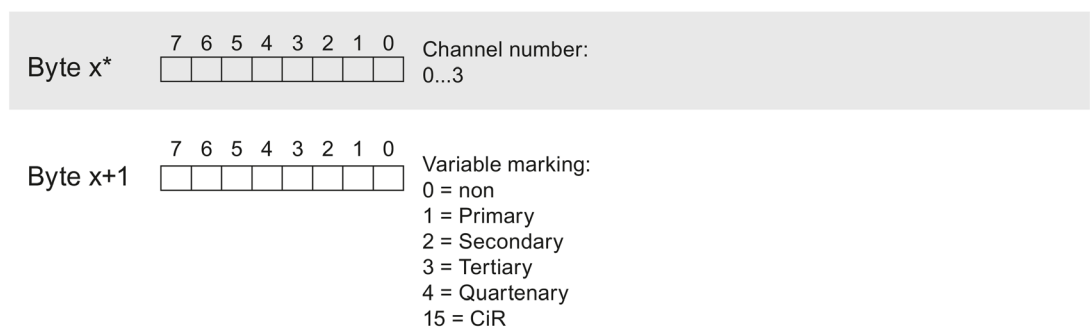 7 6 5 4 3 2 1 0
Byte x*
Channel number:
0...3
7 6 5 4 3 2 1 0
Byte x+1
Variable marking:
0 = non
1 = Primary
2 = Secondary
3 = Tertiary
4 = Quartenary
15 = CiR